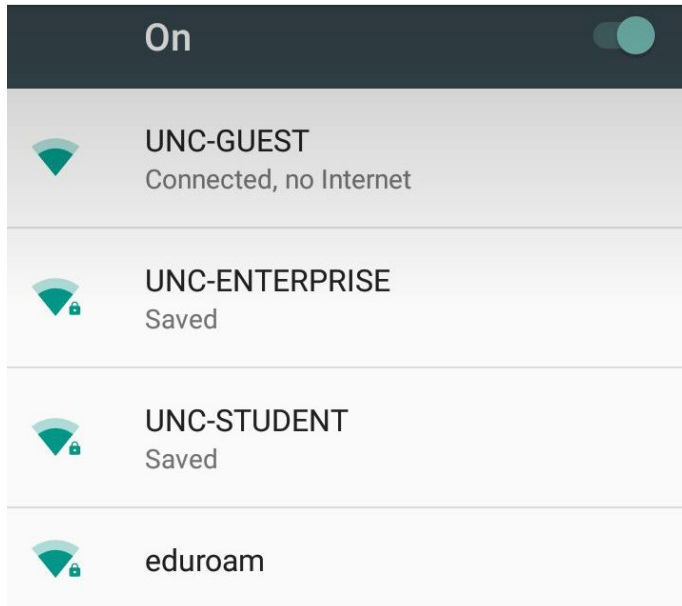 On
UNC-GUEST
Connected, no Internet
UNC-ENTERPRISE
Saved
UNC-STUDENT
Saved
eduroam